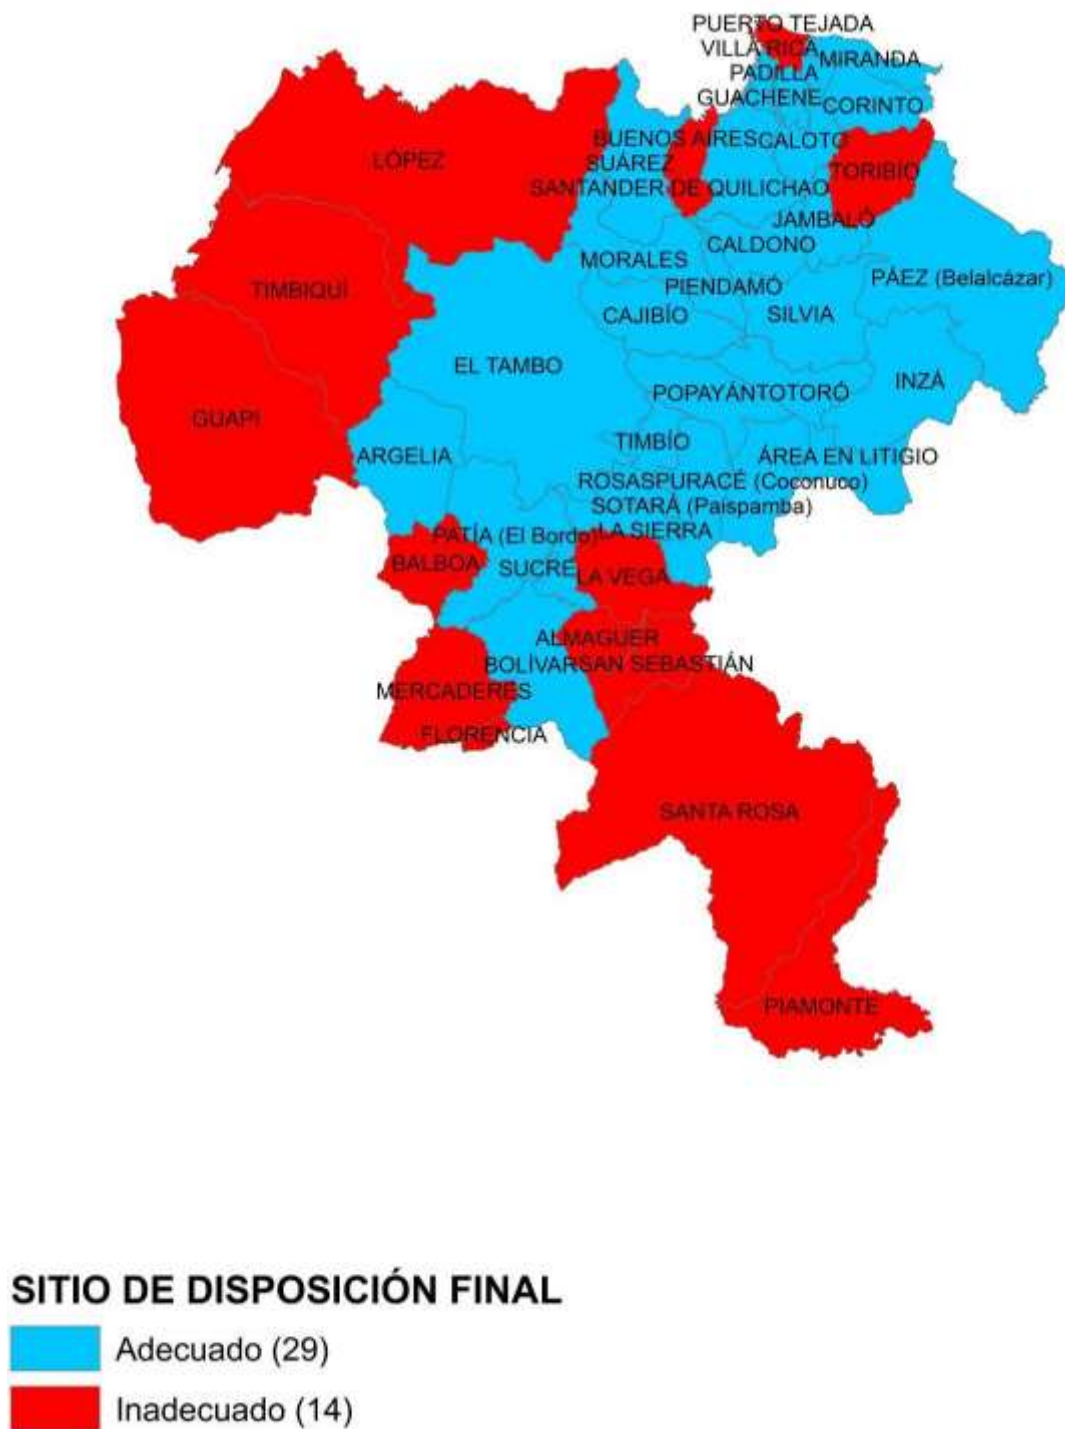 PUERTO TEJADA
VILLA RICA
MIRANDA
PADILLA
GUACHENE
CORINTO
BUENOS AIRES
CALOTO
LÓPEZ
SUÁREZ
TORIBÍO
SANTANDER DE QUILICHAO
JAMBALÓ
CALDONO
MORALES
PÁEZ (Belalcázar)
PIENDAMÓ
TIMBIQUÍ
CAJIBÍO
SILVIA
EL TAMBO
INZÁ
POPAYÁN
TOTORÓ
GUAPI
TIMBÍO
ARGELIA
ÁREA EN LITIGIO
ROSAS
PURACÉ (Coconuco)
SOTARÁ (Paispamba)
PATÍA (El Bordo)
LA SIERRA
BALBOA
SUCRE
LA VEGA
ALMAGUER
BOLÍVAR
SAN SEBASTIÁN
MERCADERES
FLORENCIA
SANTA ROSA
PIAMONTE
SITIO DE DISPOSICIÓN FINAL
Adecuado (29)
Inadecuado (14)